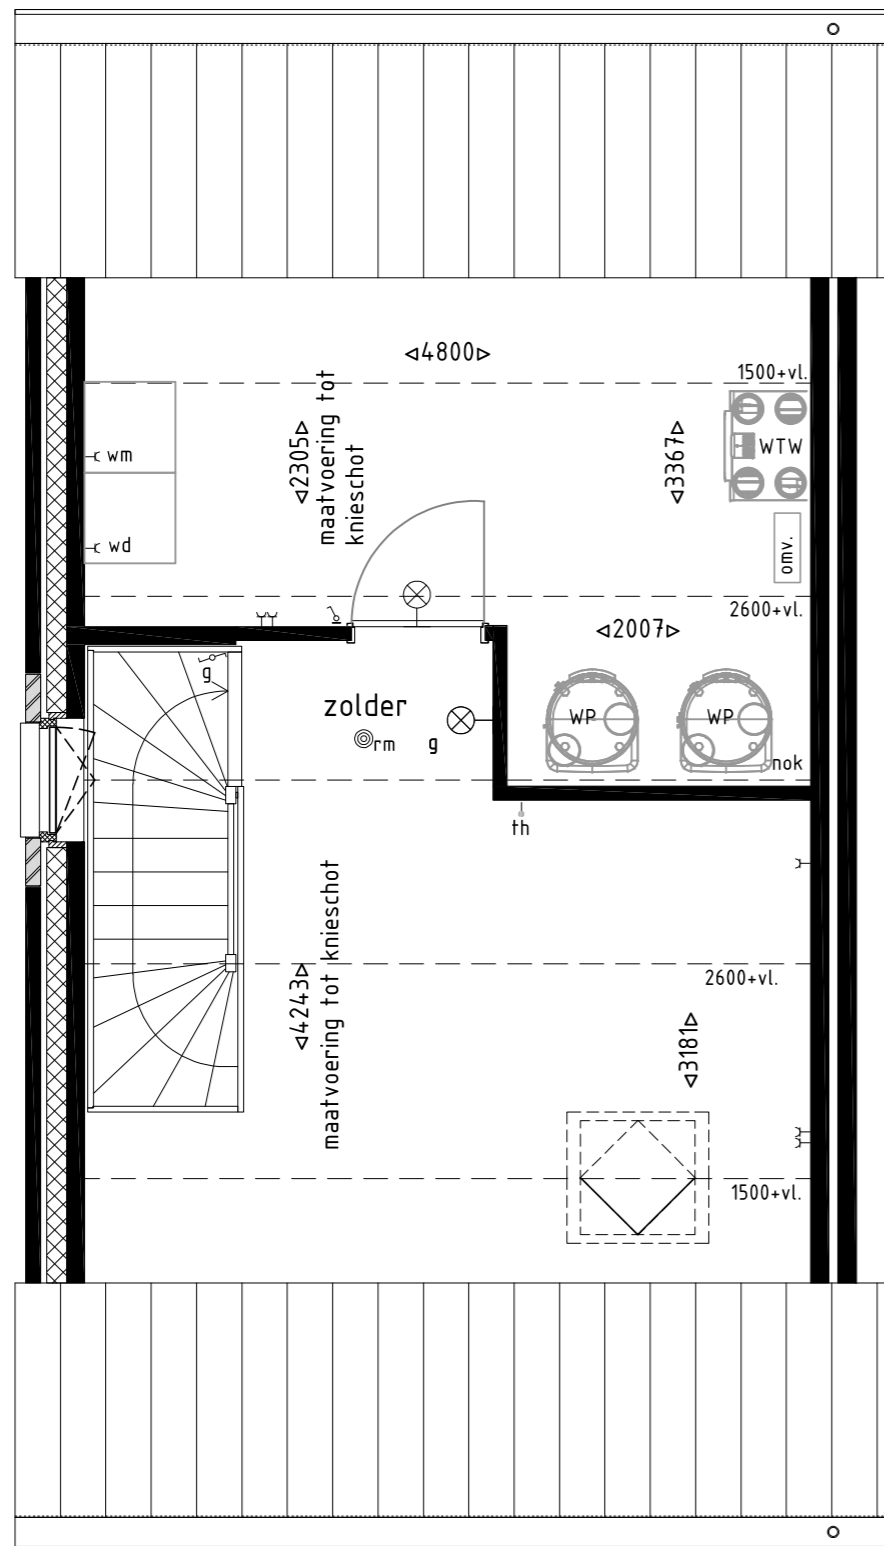 ◁4800▷
1500+vl.
◁2305▷
maatvoering tot
knieschot
◁3367▷
WTW
wm
wd
omv.
2600+vl.
◁2007▷
g
zolder
rm
g
WP
WP
nok
th
◁4243▷
maatvoering tot knieschot
2600+vl.
◁3181▷
1500+vl.